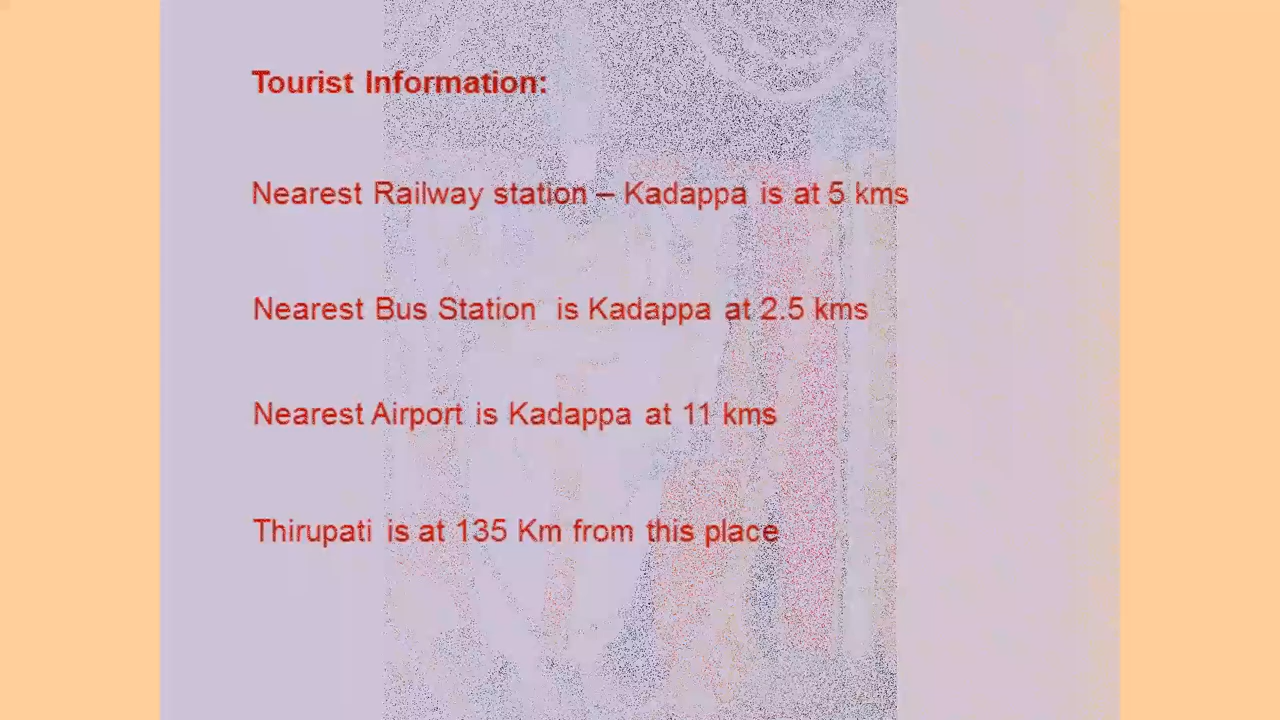 Tourist Information:
Nearest Railway station – Kadappa is at 5 kms
Nearest Bus Station is Kadappa at 2.5 kms
Nearest Airport is Kadappa at 11 kms
Thirupati is at 135 Km from this place